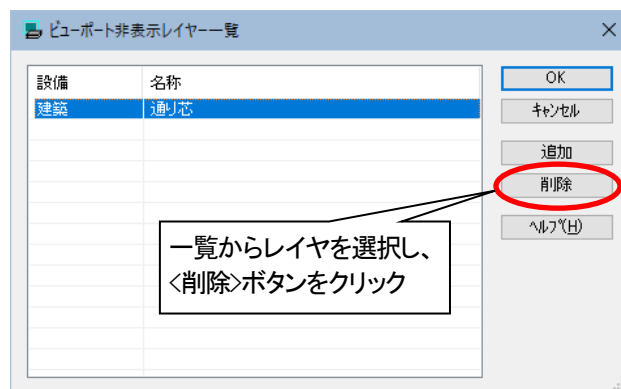 ビューポート非表示レイヤー一覧
設備 名称
建築 通り芯
OK
キャンセル
追加
削除
ヘルプ(H)
一覧からレイヤを選択し、
<削除>ボタンをクリック